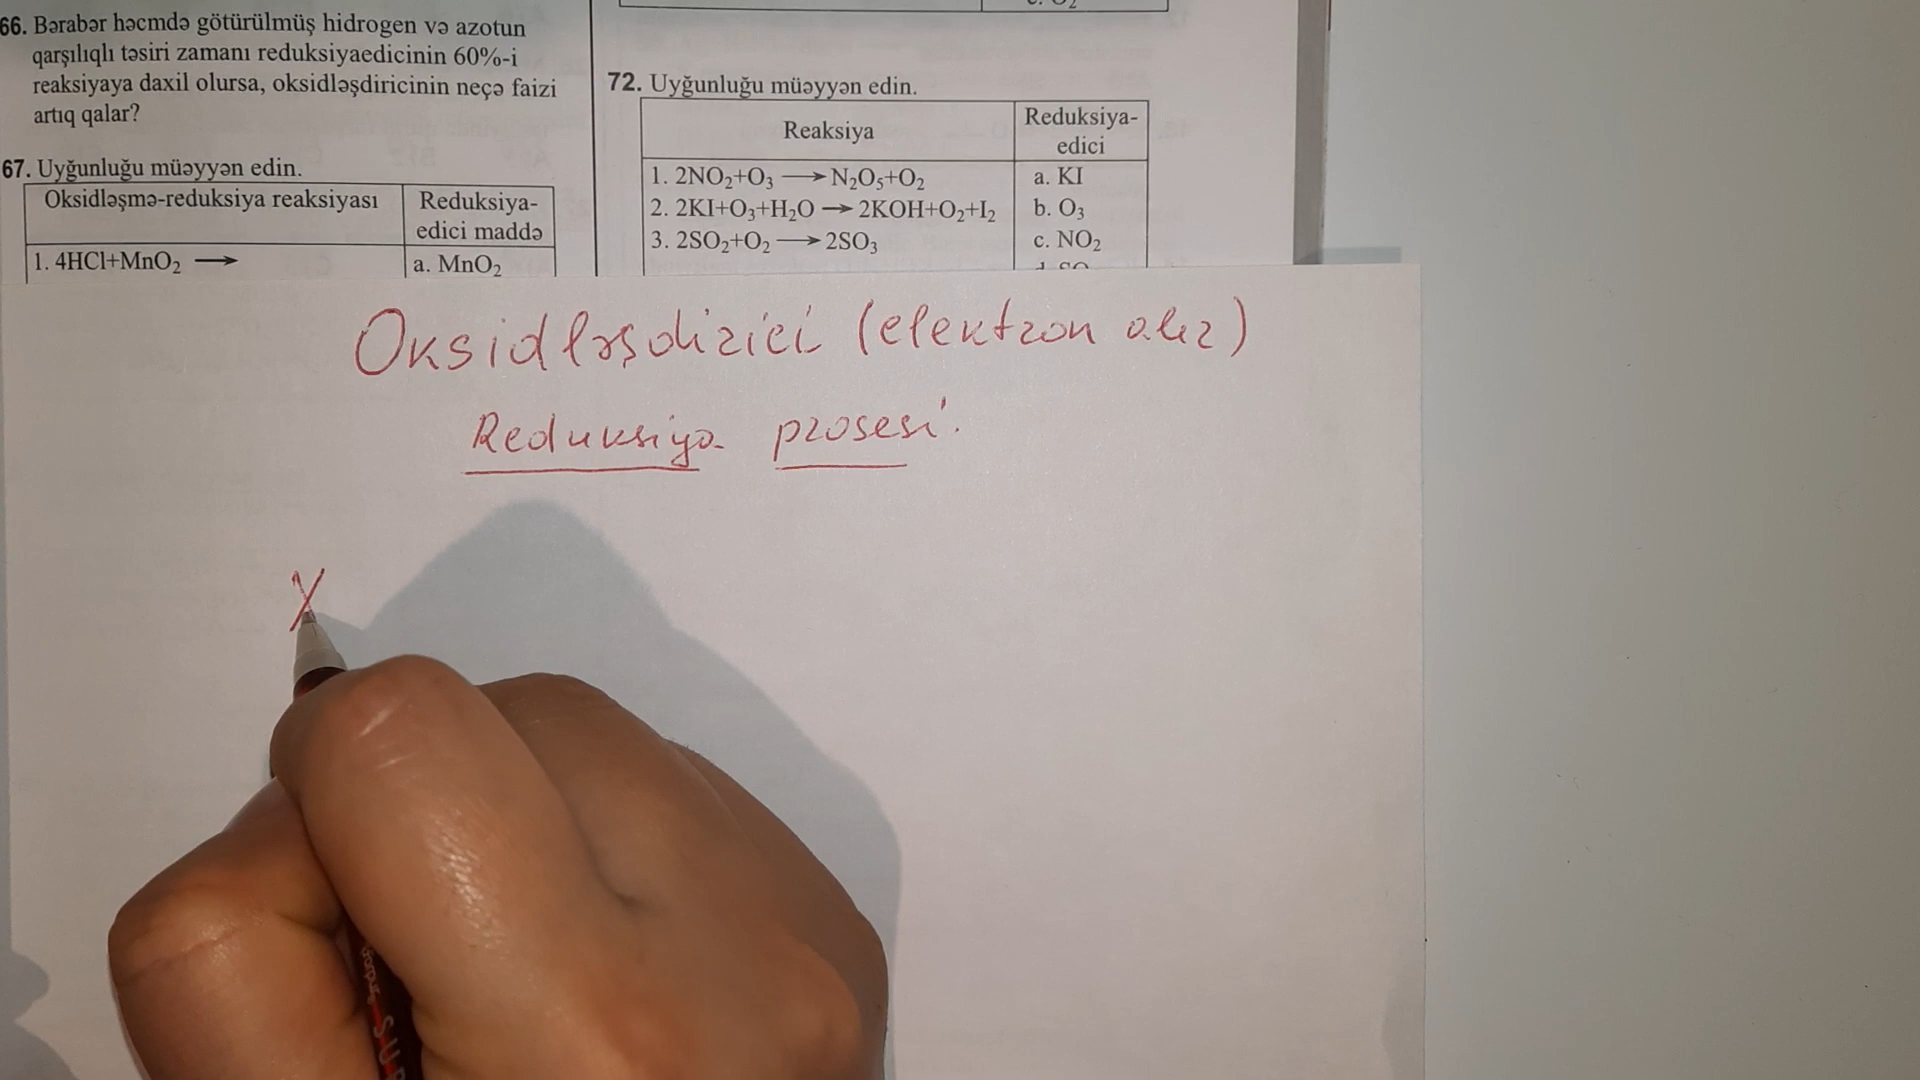 66. Bərabər həcmdə götürülmüş hidrogen və azotun
qarşılıqlı təsiri zamanı reduksiyaedicinin 60%-i
reaksiyaya daxil olursa, oksidləşdiricinin neçə faizi
artıq qalar?
67. Uyğunluğu müəyyən edin.
Oksidləşmə-reduksiya reaksiyası
Reduksiya-
edici maddə
1. 4HCl+MnO₂ ⟶
a. MnO₂
72. Uyğunluğu müəyyən edin.
Reaksiya
Reduksiya-
edici
1. 2NO₂+O₃ ⟶ N₂O₅+O₂
a. KI
2. 2KI+O₃+H₂O ⟶ 2KOH+O₂+I₂
b. O₃
3. 2SO₂+O₂ ⟶ 2SO₃
c. NO₂
Oksidləşdirici (elektron alır)
Reduksiya prosesi.
X